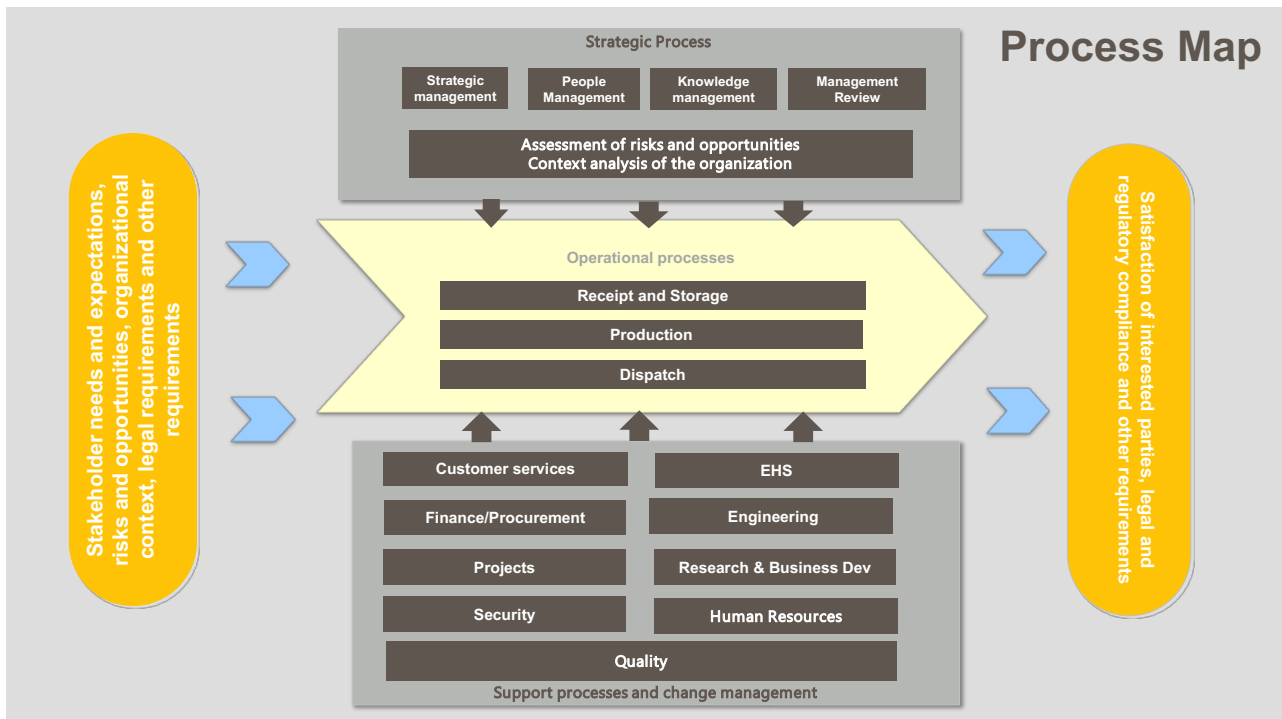 Process Map
Strategic Process
Strategic
management
People
Management
Knowledge
management
Management
Review
Assessment of risks and opportunities
Context analysis of the organization
Stakeholder needs and expectations,
risks and opportunities, organizational
context, legal requirements and other
requirements
Operational processes
Receipt and Storage
Production
Dispatch
Satisfaction of interested parties, legal and
regulatory compliance and other requirements
Customer services
EHS
Finance/Procurement
Engineering
Projects
Research & Business Dev
Security
Human Resources
Quality
Support processes and change management